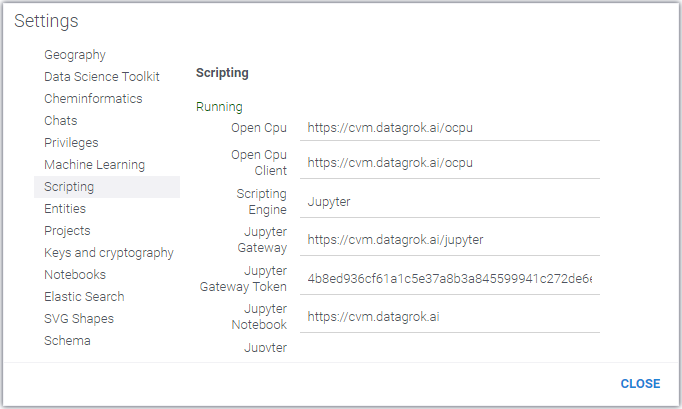 Settings
Geography
Data Science Toolkit
Cheminformatics
Chats
Privileges
Machine Learning
Scripting
Entities
Projects
Keys and cryptography
Notebooks
Elastic Search
SVG Shapes
Schema
Scripting
Running
Open Cpu https://cvm.datagrok.ai/ocpu
Open Cpu
Client https://cvm.datagrok.ai/ocpu
Scripting
Engine Jupyter
Jupyter
Gateway https://cvm.datagrok.ai/jupyter
Jupyter
Gateway Token 4b8ed936cf61a1c5e37a8b3a845599941c272de6e
Jupyter
Notebook https://cvm.datagrok.ai
Jupyter
CLOSE